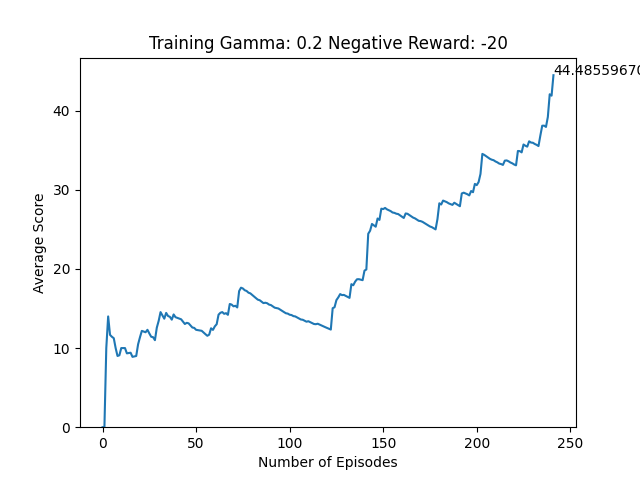 Training Gamma: 0.2 Negative Reward: -20
44.48559670
40
30
20
10
0
Average Score
0 50 100 150 200 250
Number of Episodes